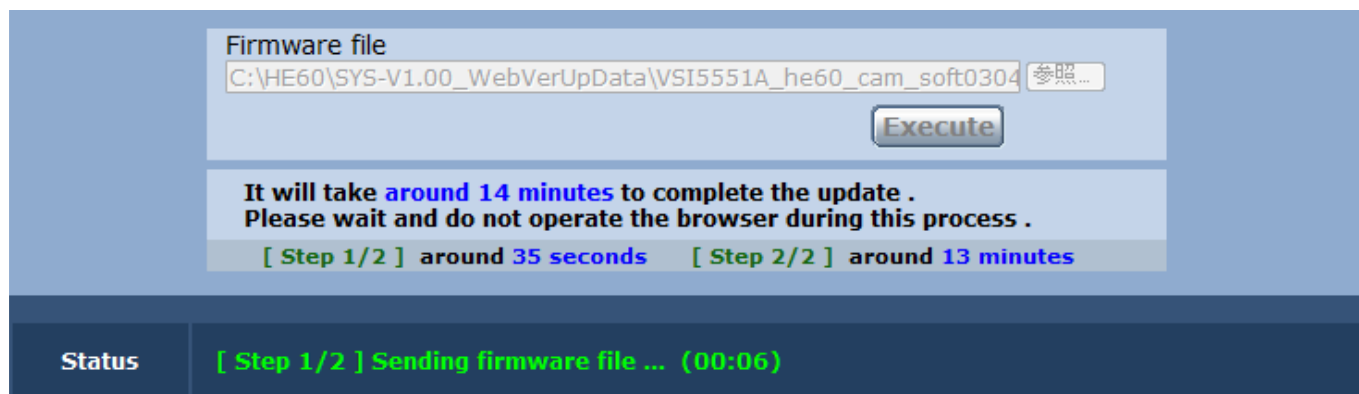 Firmware file
C:\HE60\SYS-V1.00_WebVerUpData\VSI5551A_he60_cam_soft0304 参照...
Execute
It will take around 14 minutes to complete the update .
Please wait and do not operate the browser during this process .
[ Step 1/2 ] around 35 seconds [ Step 2/2 ] around 13 minutes
Status [ Step 1/2 ] Sending firmware file ... (00:06)